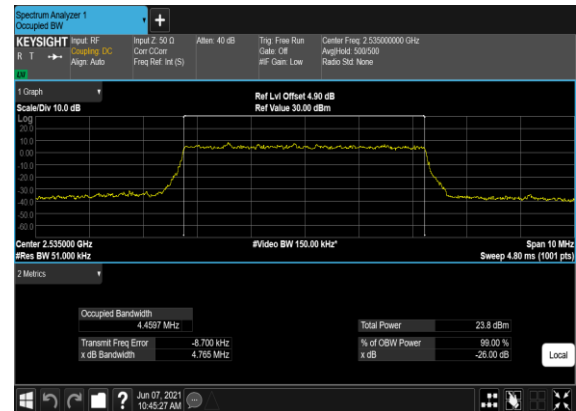 Spectrum Analyzer 1
Occupied BW
KEYSIGHT
R T
Input: RF
Coupling: DC
Align: Auto
Input Z: 50 Ω
Corr CCorr
Freq Ref: Int (S)
Atten: 40 dB
Trig: Free Run
Gate: Off
#IF Gain: Low
Center Freq: 2.535000000 GHz
Avg|Hold: 500/500
Radio Std: None
1 Graph
Scale/Div 10.0 dB
Ref Lvl Offset 4.90 dB
Ref Value 30.00 dBm
Log
20.0
10.0
0.00
-10.0
-20.0
-30.0
-40.0
-50.0
-60.0
Center 2.535000 GHz
#Res BW 51.000 kHz
#Video BW 150.00 kHz*
Span 10 MHz
Sweep 4.80 ms (1001 pts)
2 Metrics
Occupied Bandwidth
4.4597 MHz
Total Power 23.8 dBm
Transmit Freq Error -8.700 kHz
% of OBW Power 99.00 %
x dB Bandwidth 4.765 MHz
x dB -26.00 dB
Local
?
Jun 07, 2021
10:45:27 AM